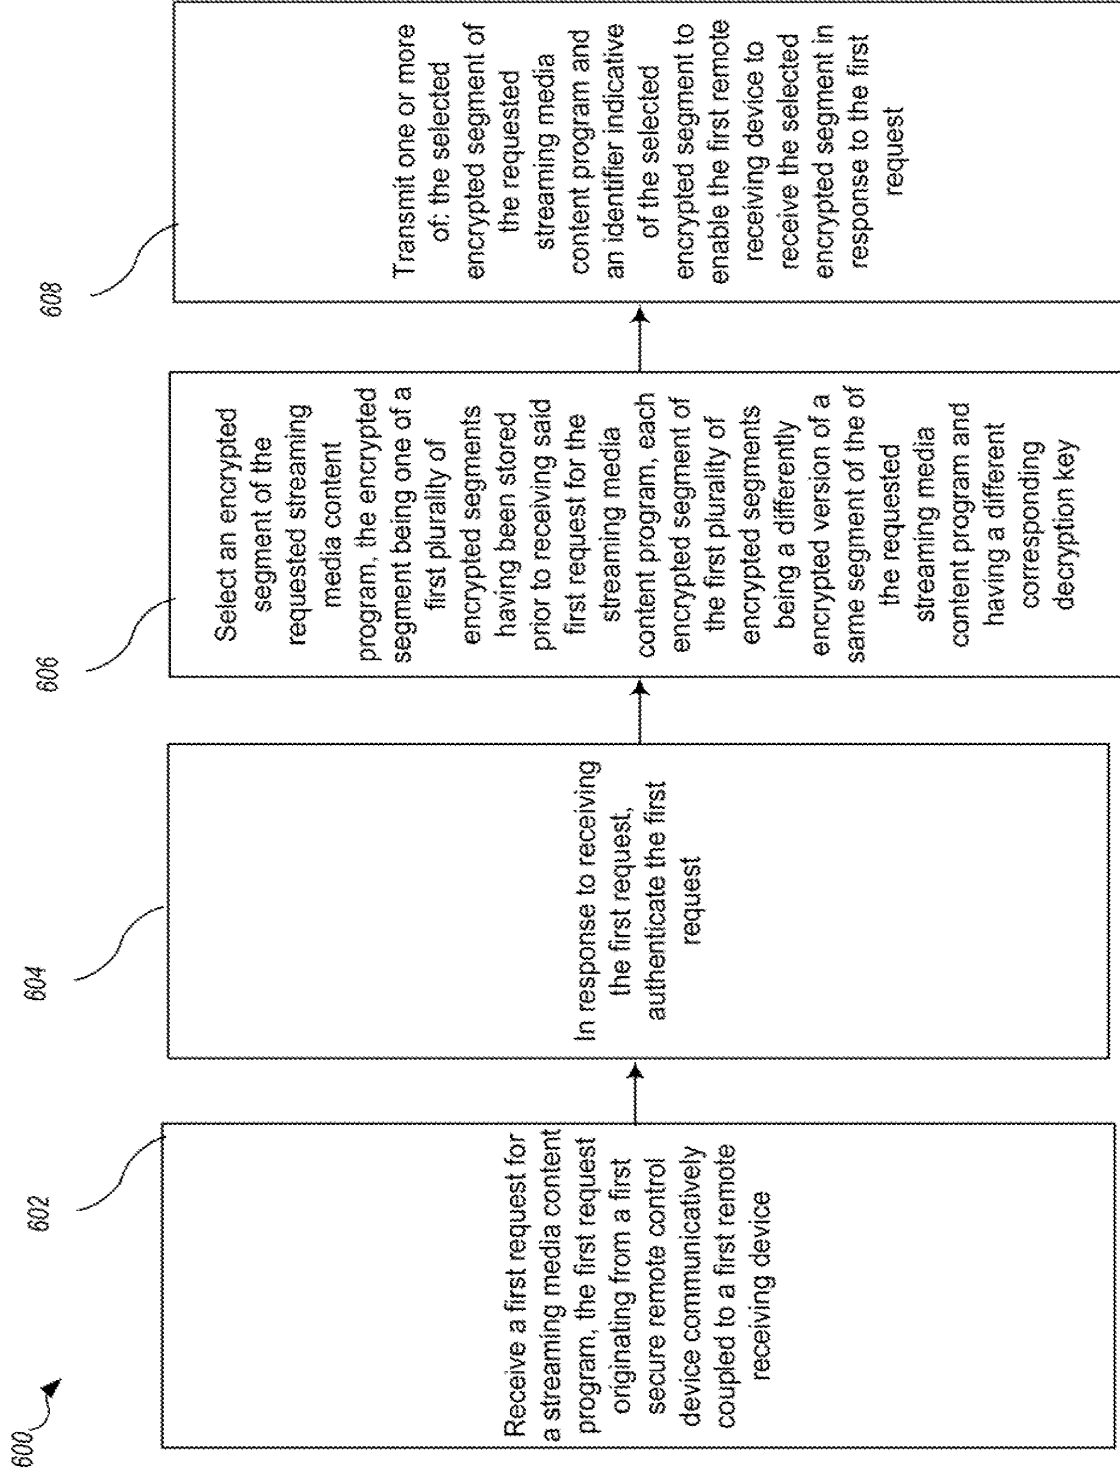 600
602
Receive a first request for
a streaming media content
program, the first request
originating from a first
secure remote control
device communicatively
coupled to a first remote
receiving device
604
In response to receiving
the first request,
authenticate the first
request
606
Select an encrypted
segment of the
requested streaming
media content
program, the encrypted
segment being one of a
first plurality of
encrypted segments
having been stored
prior to receiving said
first request for the
streaming media
content program, each
encrypted segment of
the first plurality of
encrypted segments
being a differently
encrypted version of a
same segment of the of
the requested
streaming media
content program and
having a different
corresponding
decryption key
608
Transmit one or more
of: the selected
encrypted segment of
the requested
streaming media
content program and
an identifier indicative
of the selected
encrypted segment to
enable the first remote
receiving device to
receive the selected
encrypted segment in
response to the first
request